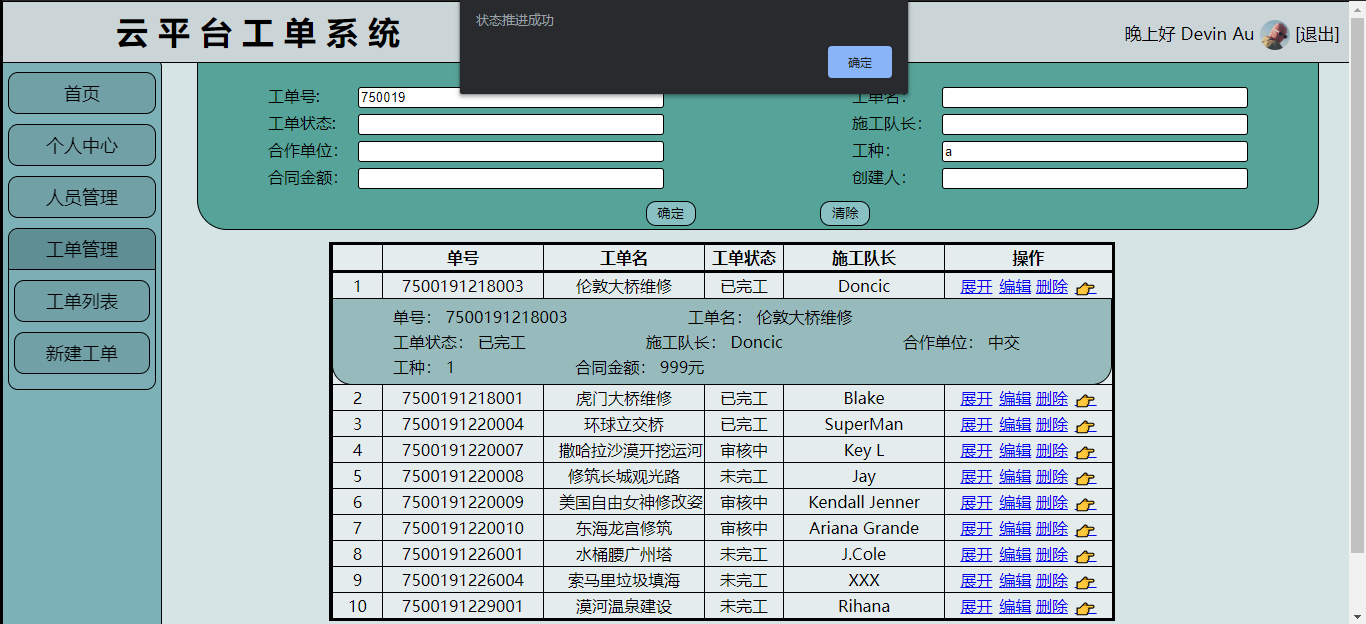 状态推进成功
确定
云平台工单系统
晚上好 Devin Au [退出]
首页
个人中心
人员管理
工单管理
工单列表
新建工单
工单号: 750019 工单名:
工单状态: 施工队长:
合作单位: 工种: a
合同金额: 创建人:
确定 清除
单号 工单名 工单状态 施工队长 操作
1 7500191218003 伦敦大桥维修 已完工 Doncic 展开 编辑 删除
单号: 7500191218003 工单名: 伦敦大桥维修
工单状态: 已完工 施工队长: Doncic 合作单位: 中交
工种: 1 合同金额: 999元
2 7500191218001 虎门大桥维修 已完工 Blake 展开 编辑 删除
3 7500191220004 环球立交桥 已完工 SuperMan 展开 编辑 删除
4 7500191220007 撒哈拉沙漠开挖运河 审核中 Key L 展开 编辑 删除
5 7500191220008 修筑长城观光路 未完工 Jay 展开 编辑 删除
6 7500191220009 美国自由女神修改姿 审核中 Kendall Jenner 展开 编辑 删除
7 7500191220010 东海龙宫修筑 审核中 Ariana Grande 展开 编辑 删除
8 7500191226001 水桶腰广州塔 未完工 J.Cole 展开 编辑 删除
9 7500191226004 索马里垃圾填海 未完工 XXX 展开 编辑 删除
10 7500191229001 漠河温泉建设 未完工 Rihana 展开 编辑 删除